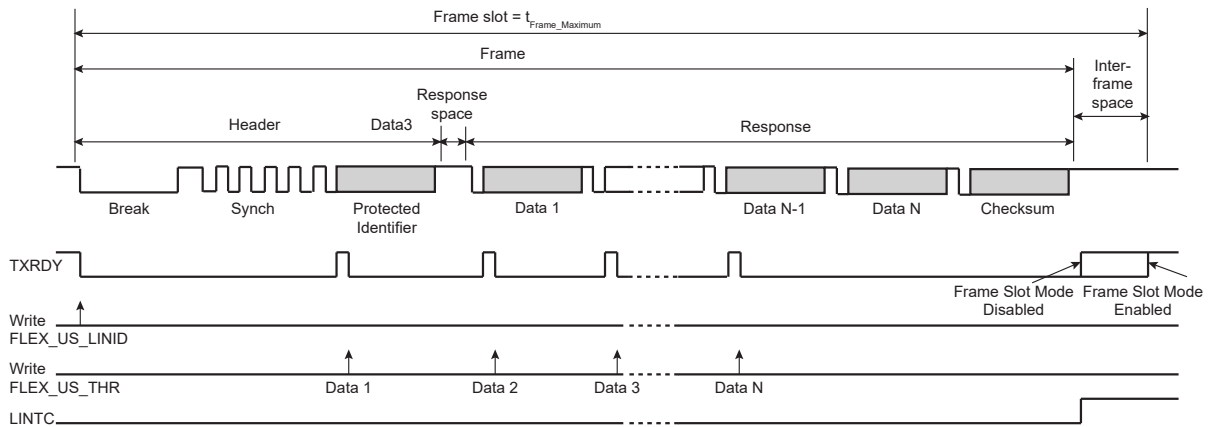 Frame slot = tFrame_Maximum
Frame
Inter-
frame
space
Response
space
Header
Data3
Response
Break
Synch
Protected
Identifier
Data 1
Data N-1
Data N
Checksum
TXRDY
Frame Slot Mode
Disabled
Frame Slot Mode
Enabled
Write
FLEX_US_LINID
Write
FLEX_US_THR
Data 1
Data 2
Data 3
Data N
LINTC